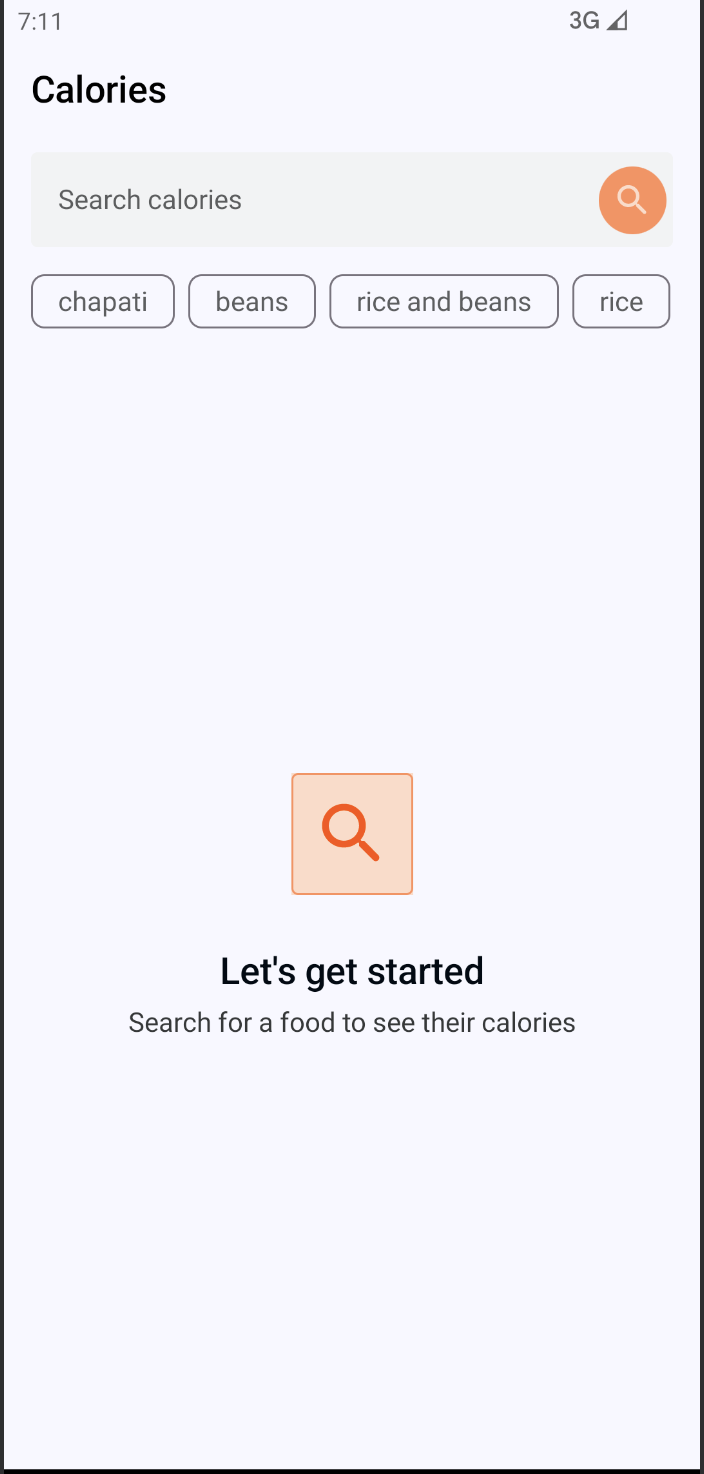 7:11 3G
Calories
Search calories
chapati beans rice and beans rice
Let's get started
Search for a food to see their calories